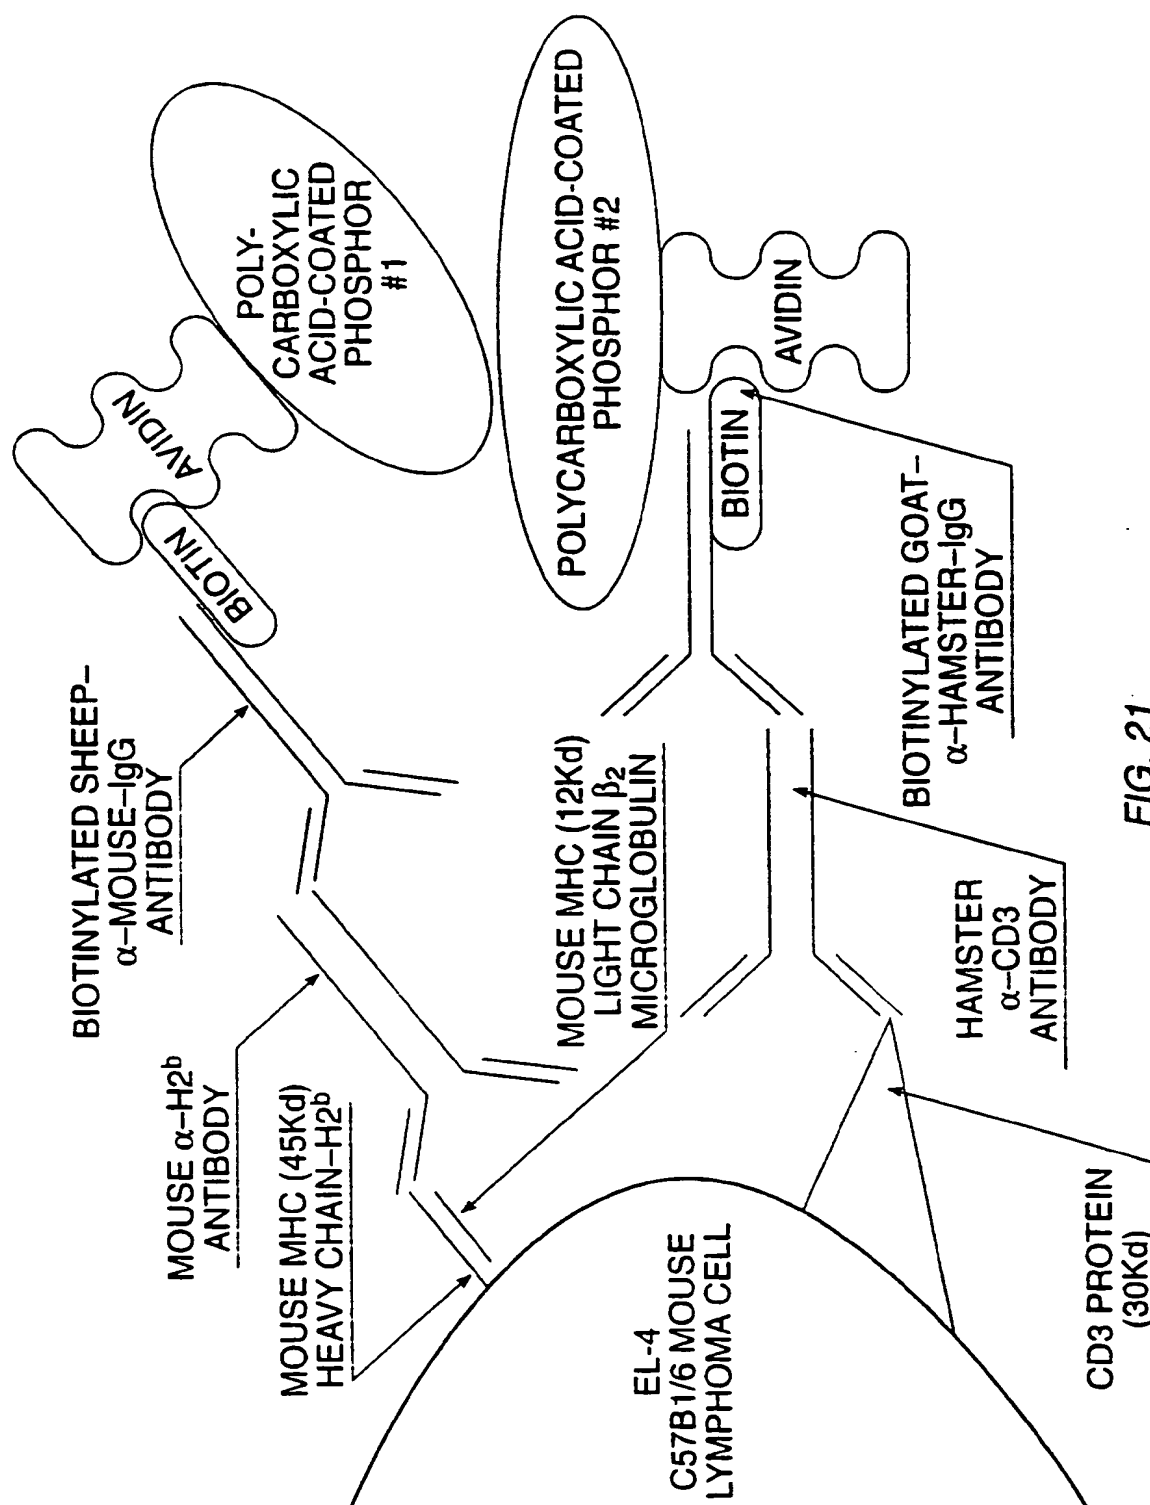 BIOTINYLATED SHEEP–
α–MOUSE–IgG
ANTIBODY
MOUSE α–H2b
ANTIBODY
MOUSE MHC (45Kd)
HEAVY CHAIN–H2b
BIOTIN
AVIDIN
POLY-
CARBOXYLIC
ACID-COATED
PHOSPHOR
#1
POLYCARBOXYLIC ACID-COATED
PHOSPHOR #2
MOUSE MHC (12Kd)
LIGHT CHAIN β2
MICROGLOBULIN
BIOTIN
AVIDIN
EL-4
C57B1/6 MOUSE
LYMPHOMA CELL
BIOTINYLATED GOAT–
α–HAMSTER–IgG
ANTIBODY
HAMSTER
α–CD3
ANTIBODY
CD3 PROTEIN
(30Kd)
FIG. 21